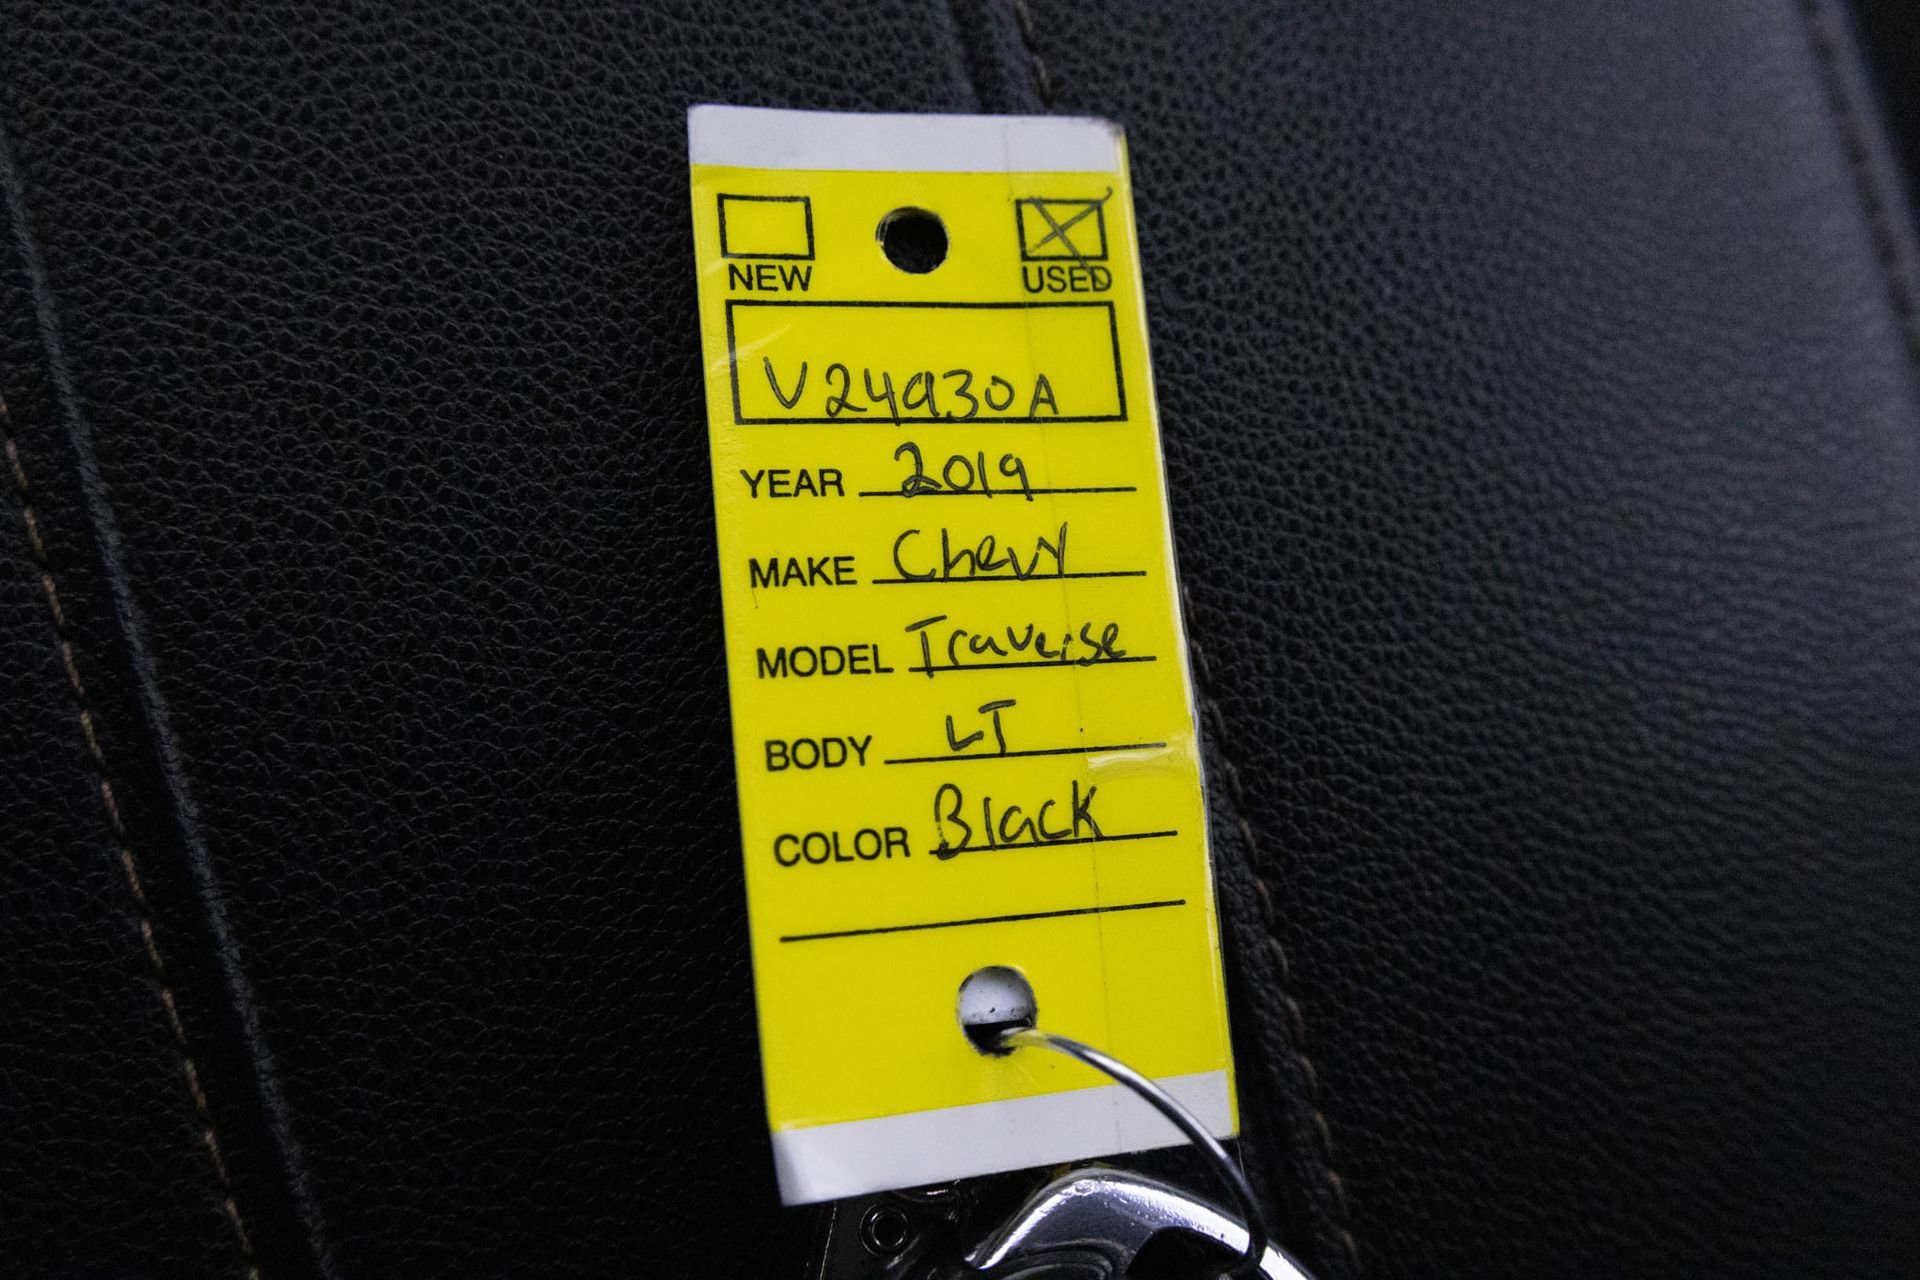 NEW USED
V24930A
YEAR 2019
MAKE Chevy
MODEL Traverse
BODY LT
COLOR Black